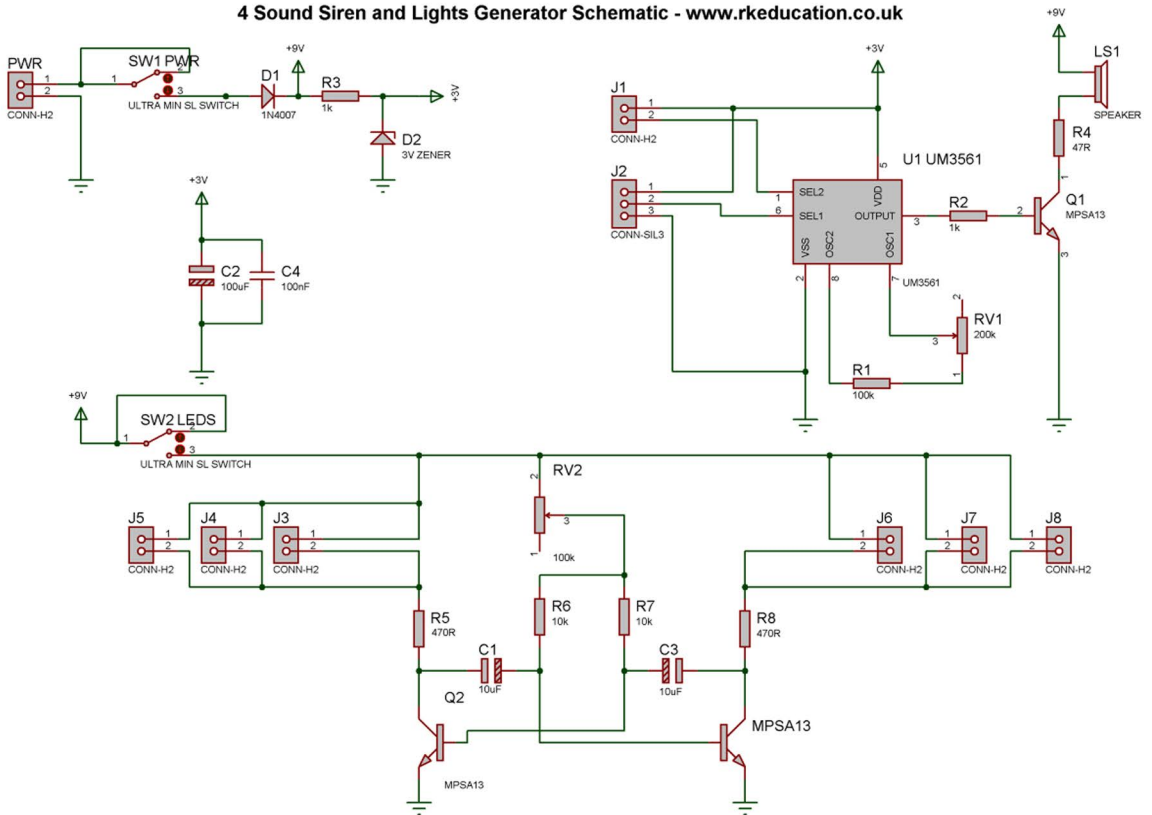 4 Sound Siren and Lights Generator Schematic - www.rkeducation.co.uk
PWR
1
2
CONN-H2
SW1 PWR
1
2
3
ULTRA MIN SL SWITCH
D1
1N4007
+9V
R3
1k
+3V
D2
3V ZENER
+3V
C2
100uF
C4
100nF
J1
1
2
CONN-H2
J2
1
2
3
CONN-SIL3
+3V
U1 UM3561
5
VDD
1
SEL2
6
SEL1
OUTPUT
3
VSS
OSC2
OSC1
2
8
7
UM3561
R2
1k
+9V
LS1
SPEAKER
R4
47R
1
2
3
Q1
MPSA13
2
RV1
200k
3
1
R1
100k
+9V
SW2 LEDS
1
2
3
ULTRA MIN SL SWITCH
J5
1
2
CONN-H2
J4
1
2
CONN-H2
J3
1
2
CONN-H2
RV2
2
3
1
100k
J6
1
2
CONN-H2
J7
1
2
CONN-H2
J8
1
2
CONN-H2
R5
470R
R6
10k
R7
10k
R8
470R
C1
10uF
C3
10uF
Q2
MPSA13
MPSA13